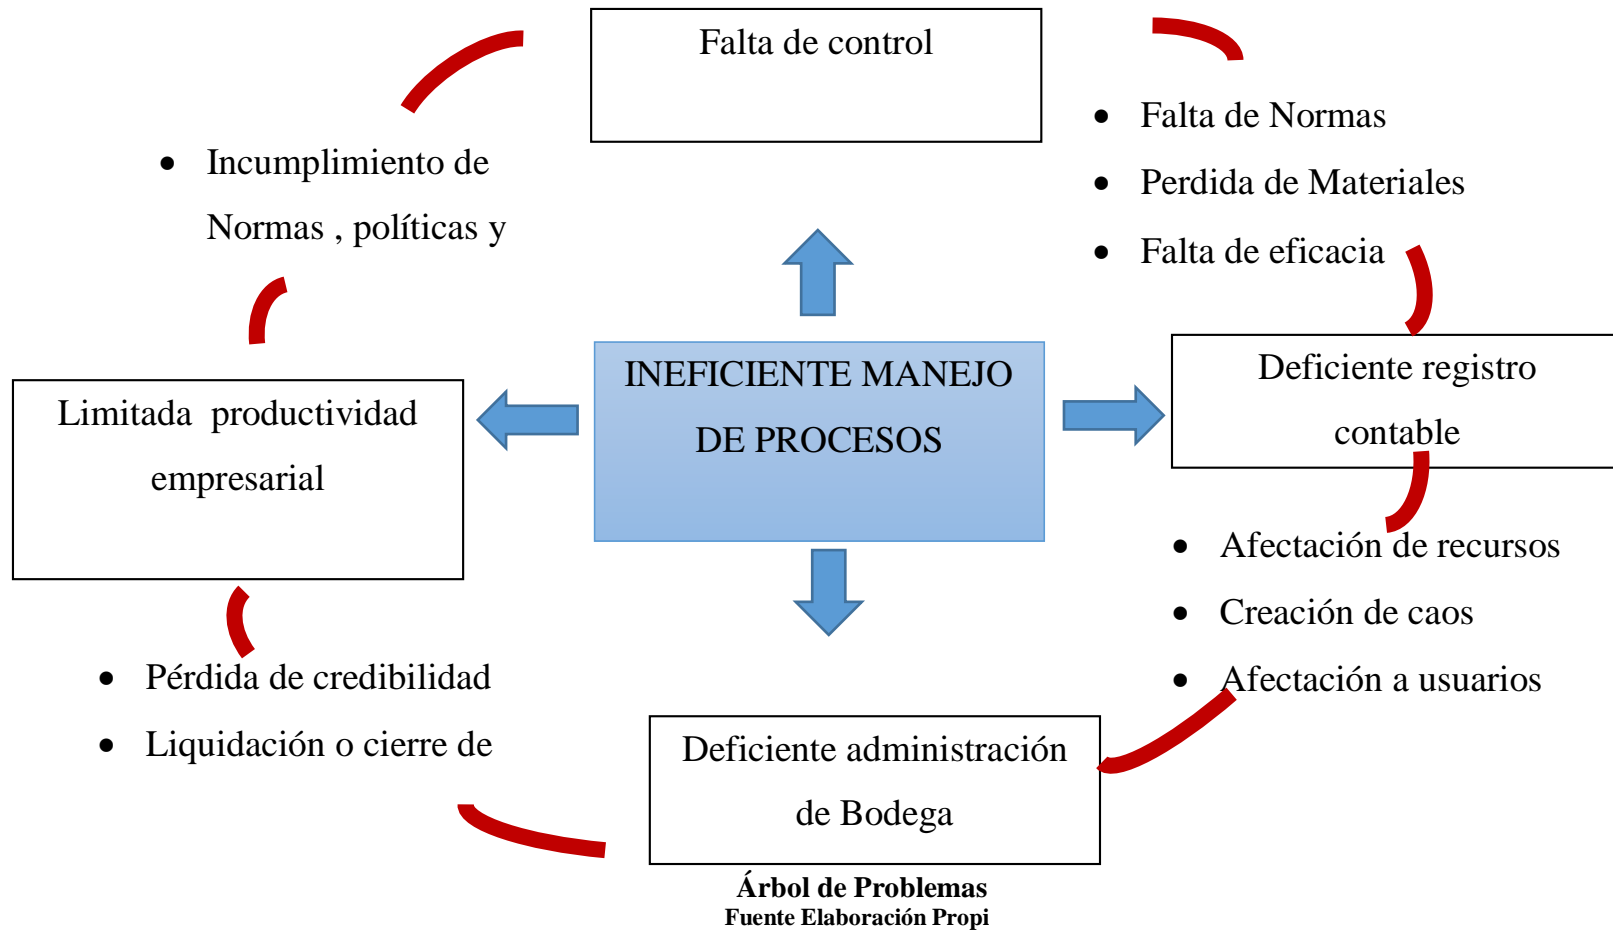 Falta de control
• Falta de Normas
• Perdida de Materiales
• Falta de eficacia
• Incumplimiento de
Normas , políticas y
INEFICIENTE MANEJO
DE PROCESOS
Deficiente registro
contable
Limitada productividad
empresarial
• Afectación de recursos
• Creación de caos
• Afectación a usuarios
• Pérdida de credibilidad
• Liquidación o cierre de
Deficiente administración
de Bodega
Árbol de Problemas
Fuente Elaboración Propi